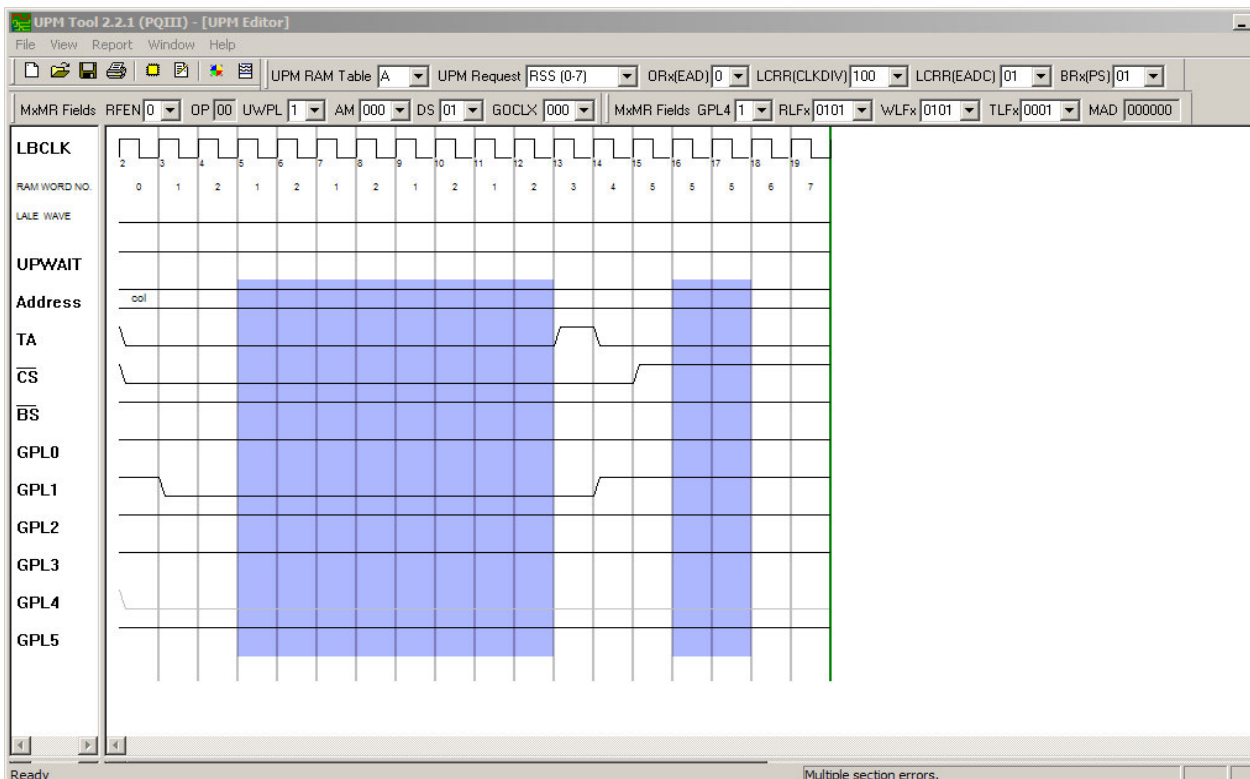 UPM Tool 2.2.1 (PQIII) - [UPM Editor]
File View Report Window Help
UPM RAM Table A UPM Request RSS (0-7) ORx(EAD) 0 LCRR(CLKDIV) 100 LCRR(EADC) 01 BRx(PS) 01
MxMR Fields RFEN 0 OP 00 UWPL 1 AM 000 DS 01 GOCLX 000 MxMR Fields GPL4 1 RLFx 0101 WLFx 0101 TLFx 0001 MAD 000000
LBCLK
2 3 4 5 6 7 8 9 10 11 12 13 14 15 16 17 18 19
RAM WORD NO. 0 1 2 1 2 1 2 1 2 1 2 3 4 5 5 5 6 7
LALE WAVE
UPWAIT
Address col
TA
CS
BS
GPL0
GPL1
GPL2
GPL3
GPL4
GPL5
Ready Multiple section errors.